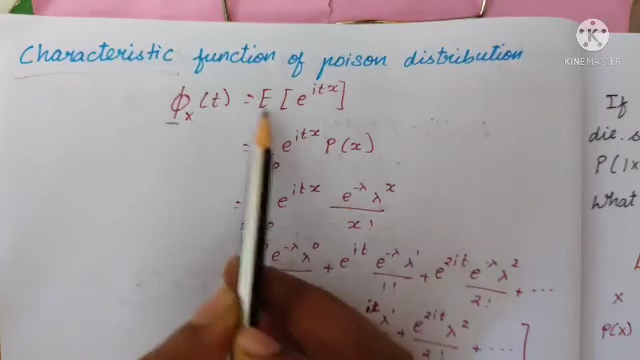 Characteristic function of poison distribution
KINEMASTER
ϕₓ(t) = E [e^{itx}]
= e^{itx} P(x)
= e^{itx} e^{-λ} λ^x / x!
e^{-λ} λ^0 + e^{it} e^{-λ} λ^1 / 1! + e^{2it} e^{-λ} λ^2 / 2! + ...
λ^1 + e^{2it} λ^2 / 2! + ... ]
If
die.
P(1x
What
x
P(x)